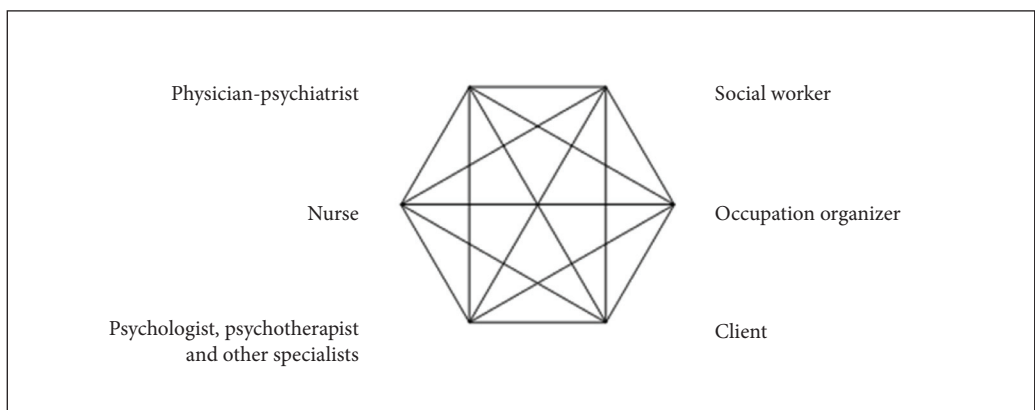 Physician-psychiatrist
Social worker
Nurse
Occupation organizer
Psychologist, psychotherapist
and other specialists
Client